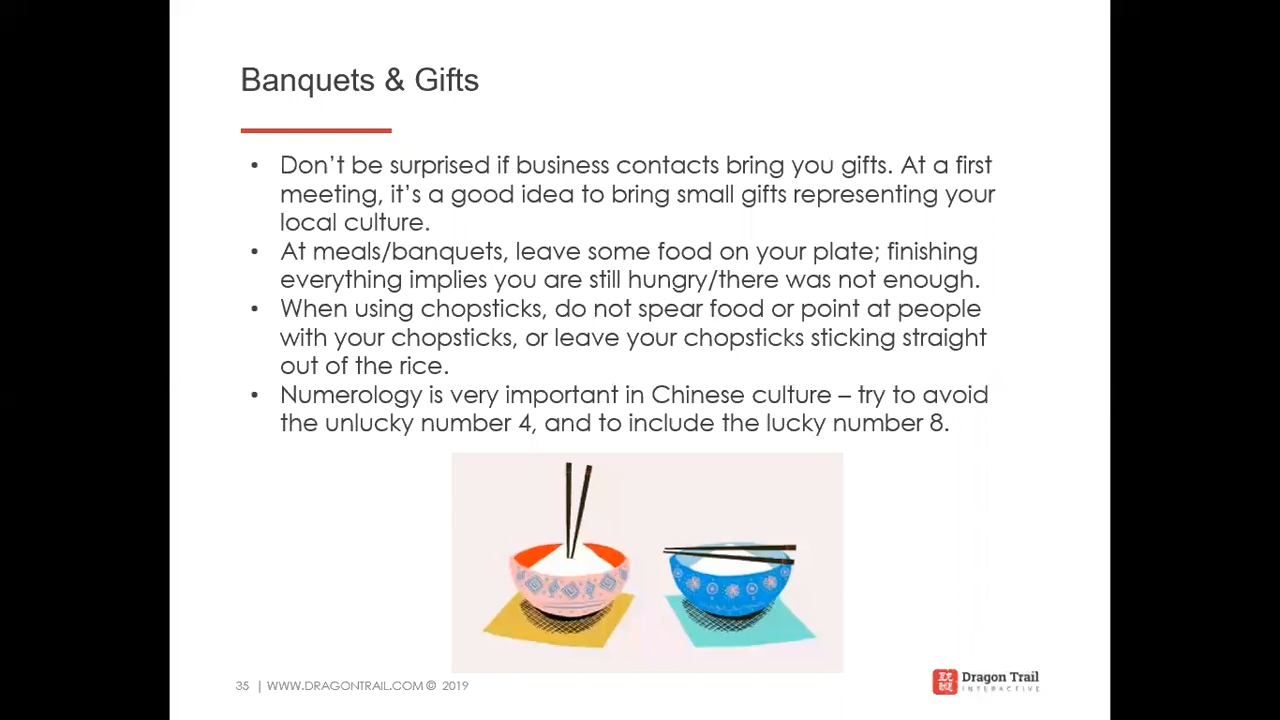 Banquets & Gifts
• Don’t be surprised if business contacts bring you gifts. At a first
meeting, it’s a good idea to bring small gifts representing your
local culture.
• At meals/banquets, leave some food on your plate; finishing
everything implies you are still hungry/there was not enough.
• When using chopsticks, do not spear food or point at people
with your chopsticks, or leave your chopsticks sticking straight
out of the rice.
• Numerology is very important in Chinese culture – try to avoid
the unlucky number 4, and to include the lucky number 8.
35 | WWW.DRAGONTRAIL.COM © 2019
Dragon Trail
INTERACTIVE